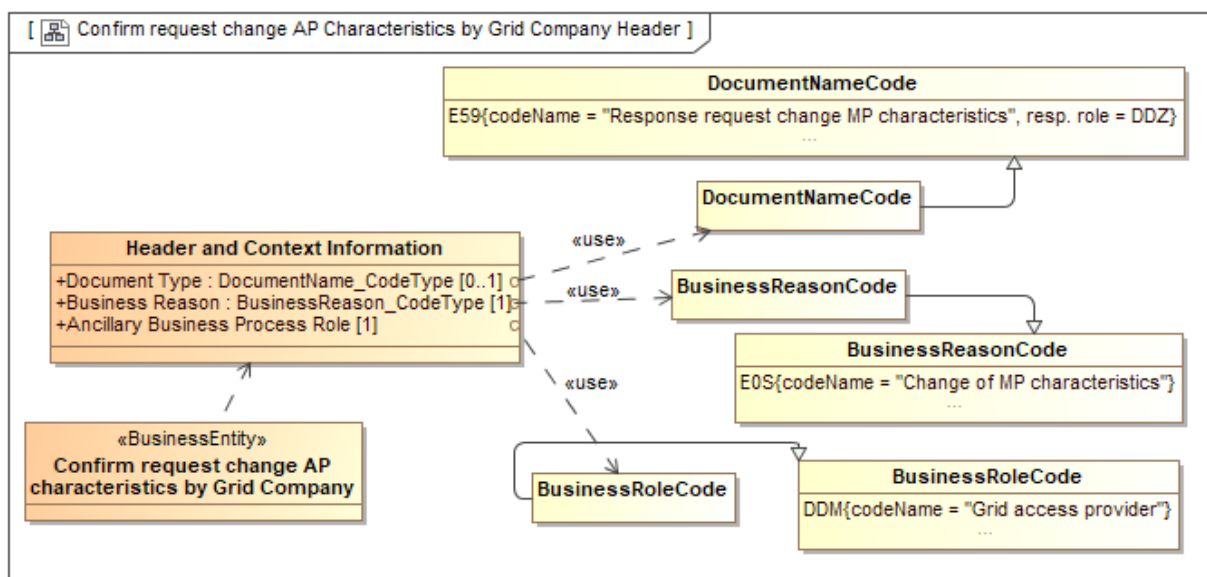 [ Confirm request change AP Characteristics by Grid Company Header ]
DocumentNameCode
E59{codeName = "Response request change MP characteristics", resp. role = DDZ}
...
DocumentNameCode
«use»
Header and Context Information
+Document Type : DocumentName_CodeType [0..1]
+Business Reason : BusinessReason_CodeType [1]
+Ancillary Business Process Role [1]
«use»
BusinessReasonCode
BusinessReasonCode
E0S{codeName = "Change of MP characteristics"}
...
«use»
«BusinessEntity»
Confirm request change AP
characteristics by Grid Company
BusinessRoleCode
BusinessRoleCode
DDM{codeName = "Grid access provider"}
...